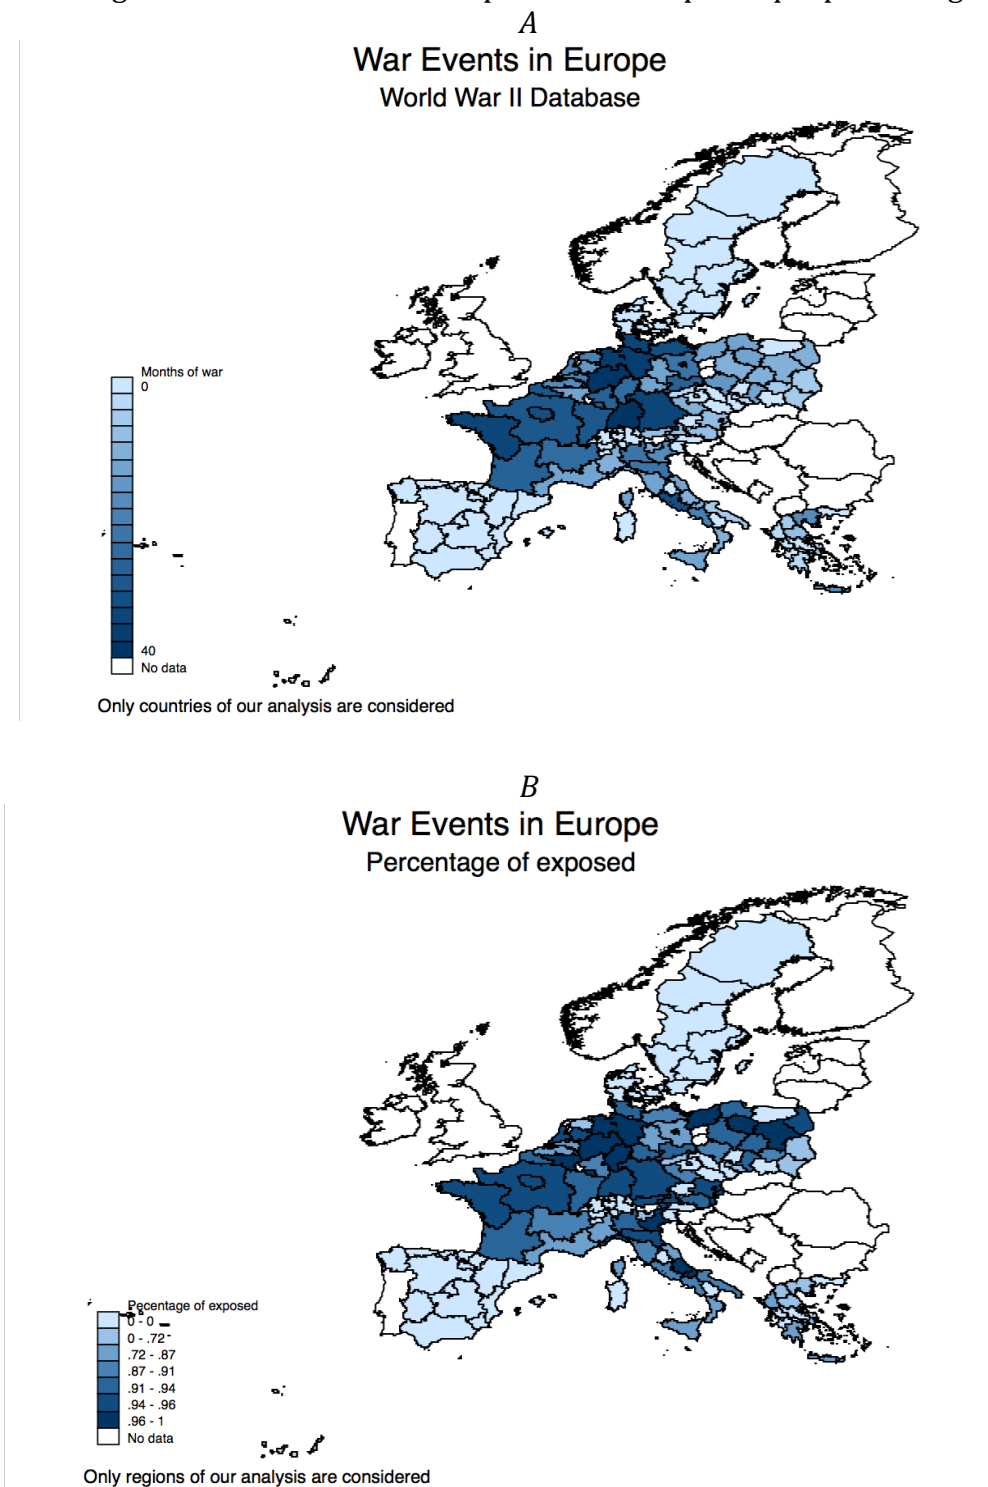 A
War Events in Europe
World War II Database
Months of war
0
40
No data
Only countries of our analysis are considered
B
War Events in Europe
Percentage of exposed
Pecentage of exposed
0 - 0
0 - .72
.72 - .87
.87 - .91
.91 - .94
.94 - .96
.96 - 1
No data
Only regions of our analysis are considered